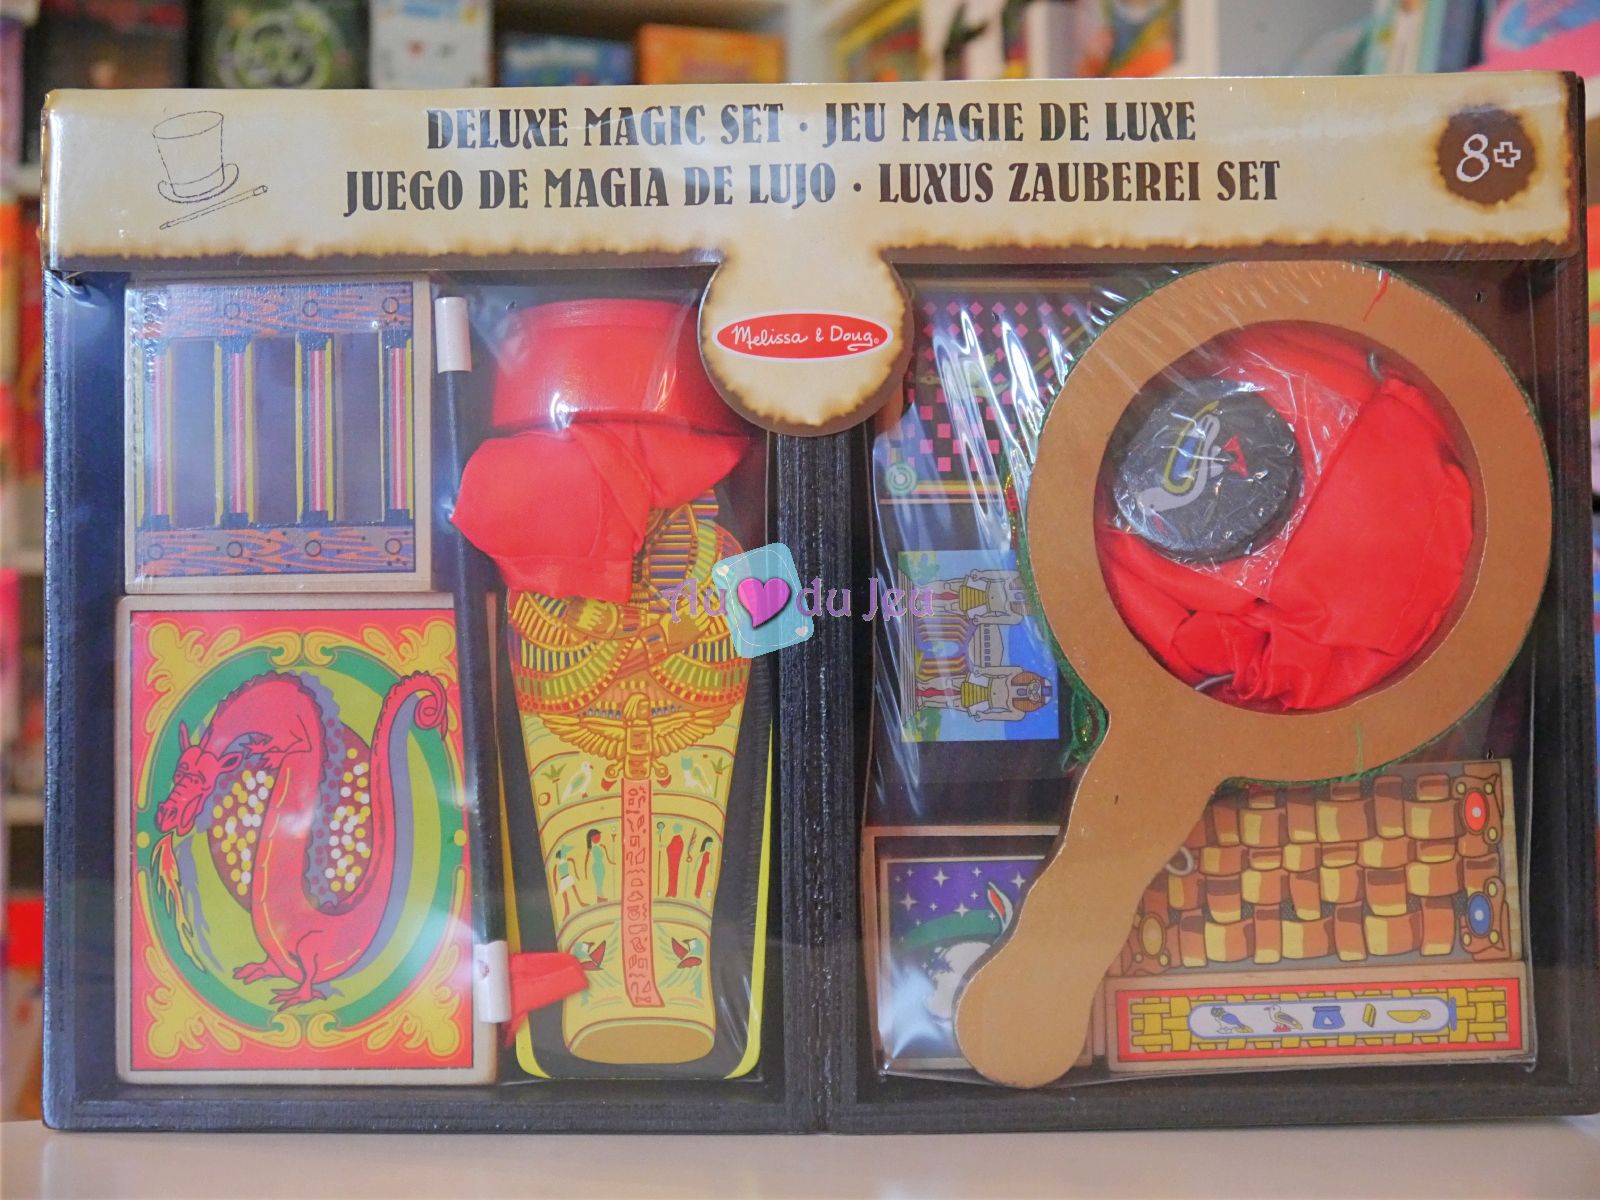 DELUXE MAGIC SET · JEU MAGIE DE LUXE
JUEGO DE MAGIA DE LUJO · LUXUS ZAUBEREI SET
8+
Melissa & Doug®
Au du Jeu